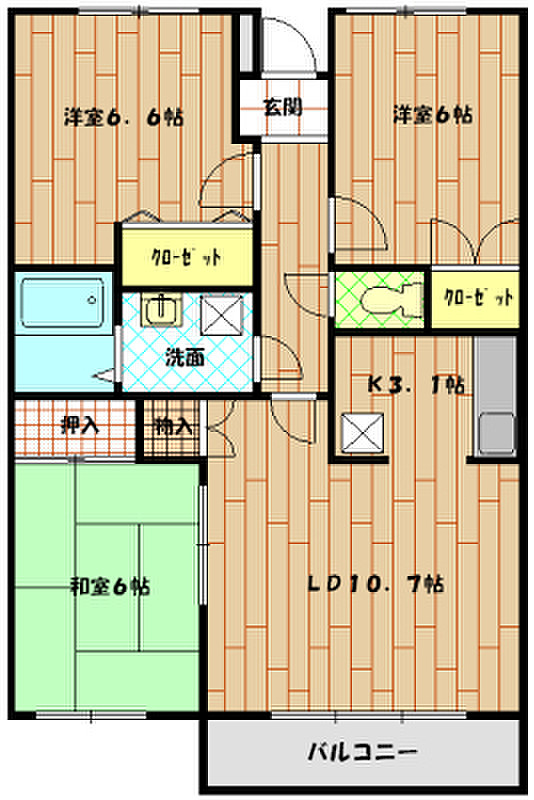 玄関
洋室6.6帖
洋室6帖
ｸﾛｰｾﾞｯﾄ
ｸﾛｰｾﾞｯﾄ
洗面
K3.1帖
押入
物入
和室6帖
LD10.7帖
バルコニー